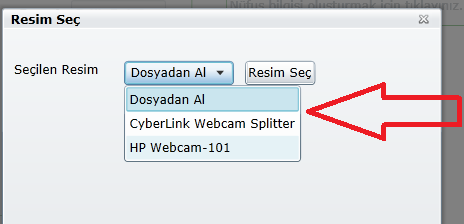 Nüfus bilgisi oluşturmak için tıklayınız.
Resim Seç
Seçilen Resim
Dosyadan Al
Resim Seç
Dosyadan Al
CyberLink Webcam Splitter
HP Webcam-101